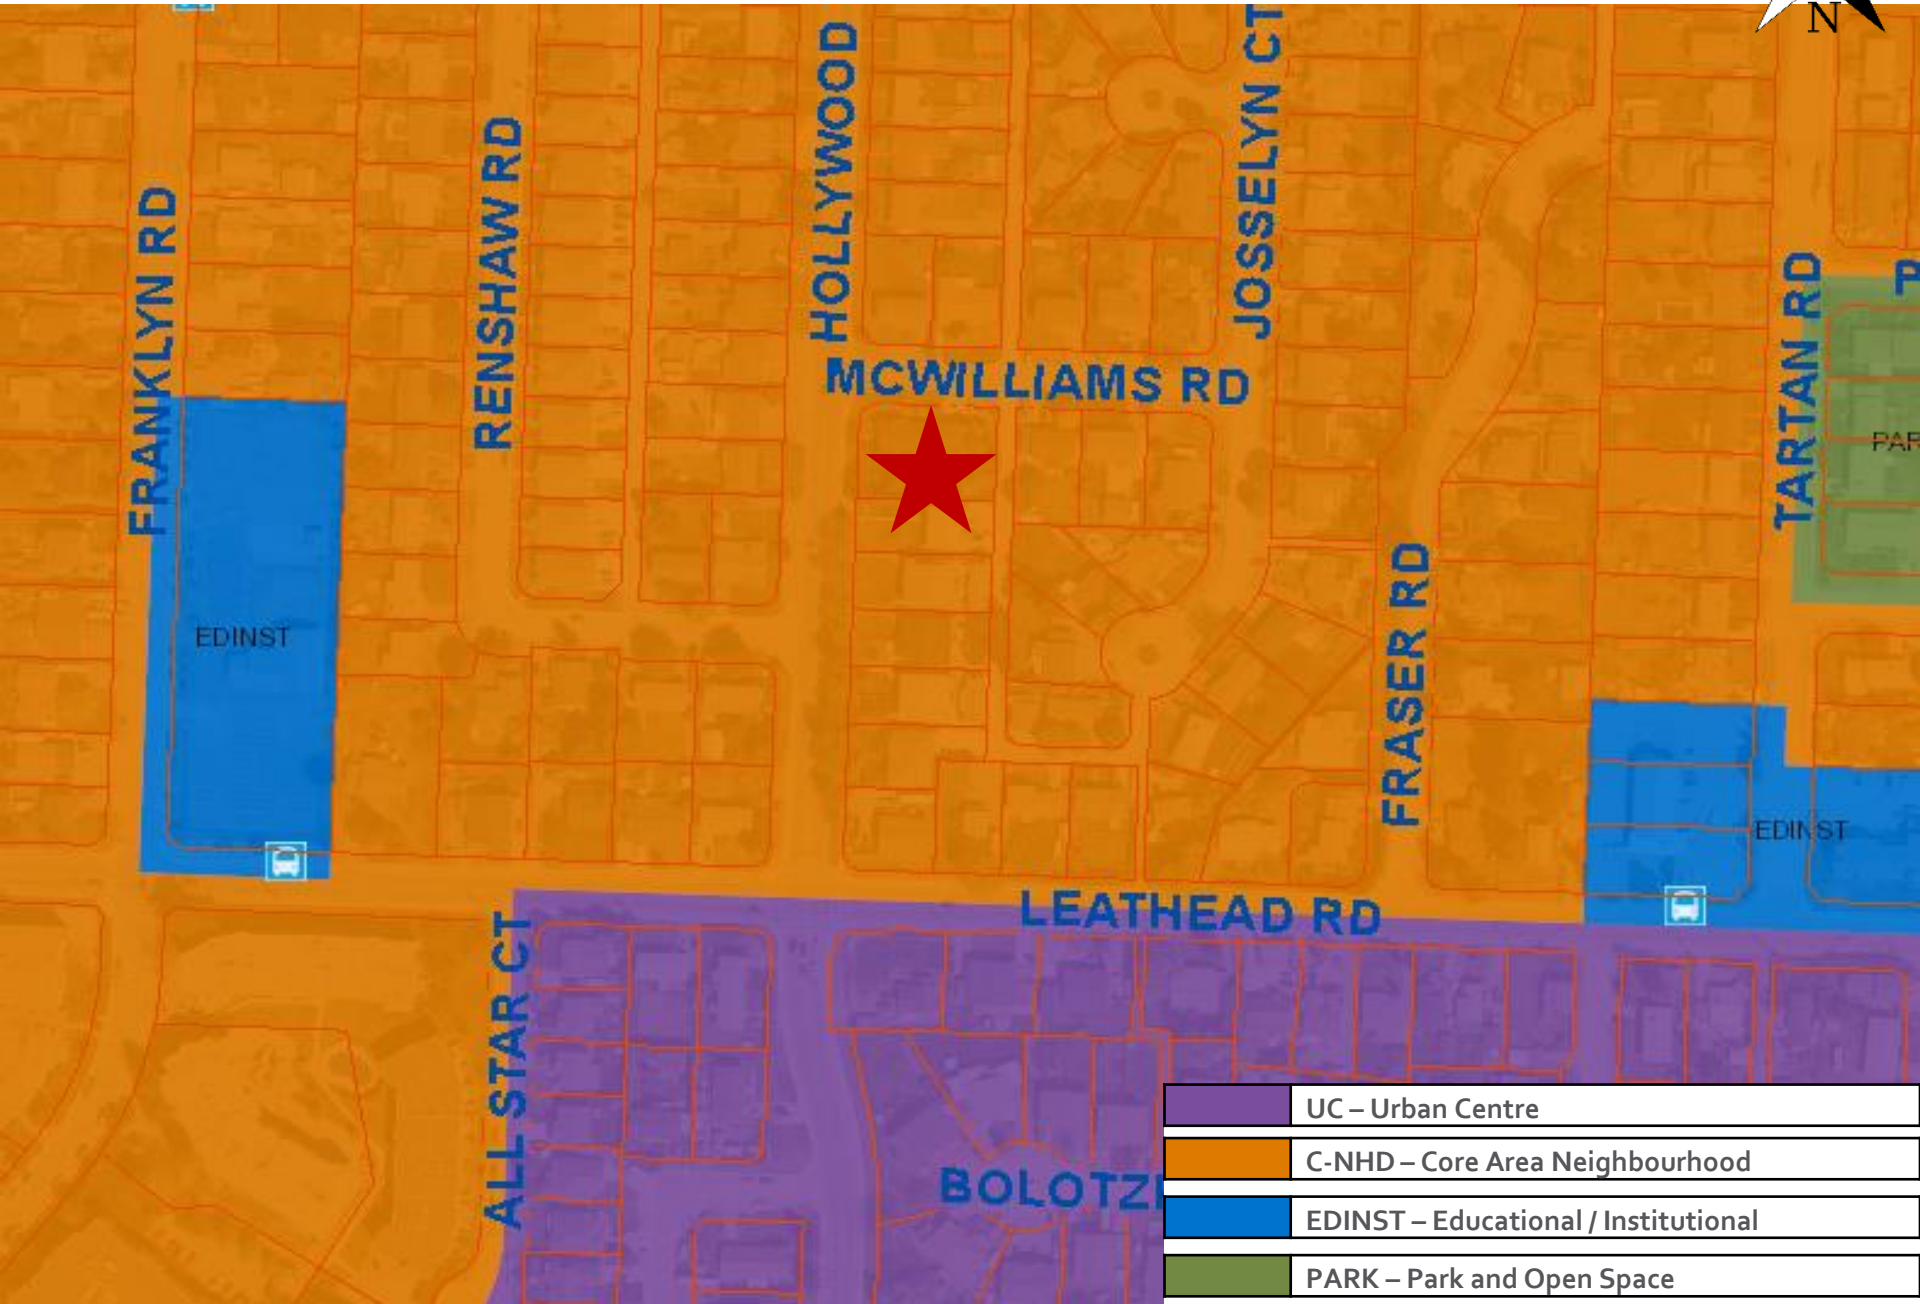 N
HOLLYWOOD
JOSSELYN CT
RENSHAW RD
FRANKLYN RD
TARTAN RD
MCWILLIAMS RD
EDINST
FRASER RD
EDINST
LEATHEAD RD
ALL STAR CT
UC – Urban Centre
C-NHD – Core Area Neighbourhood
EDINST – Educational / Institutional
PARK – Park and Open Space